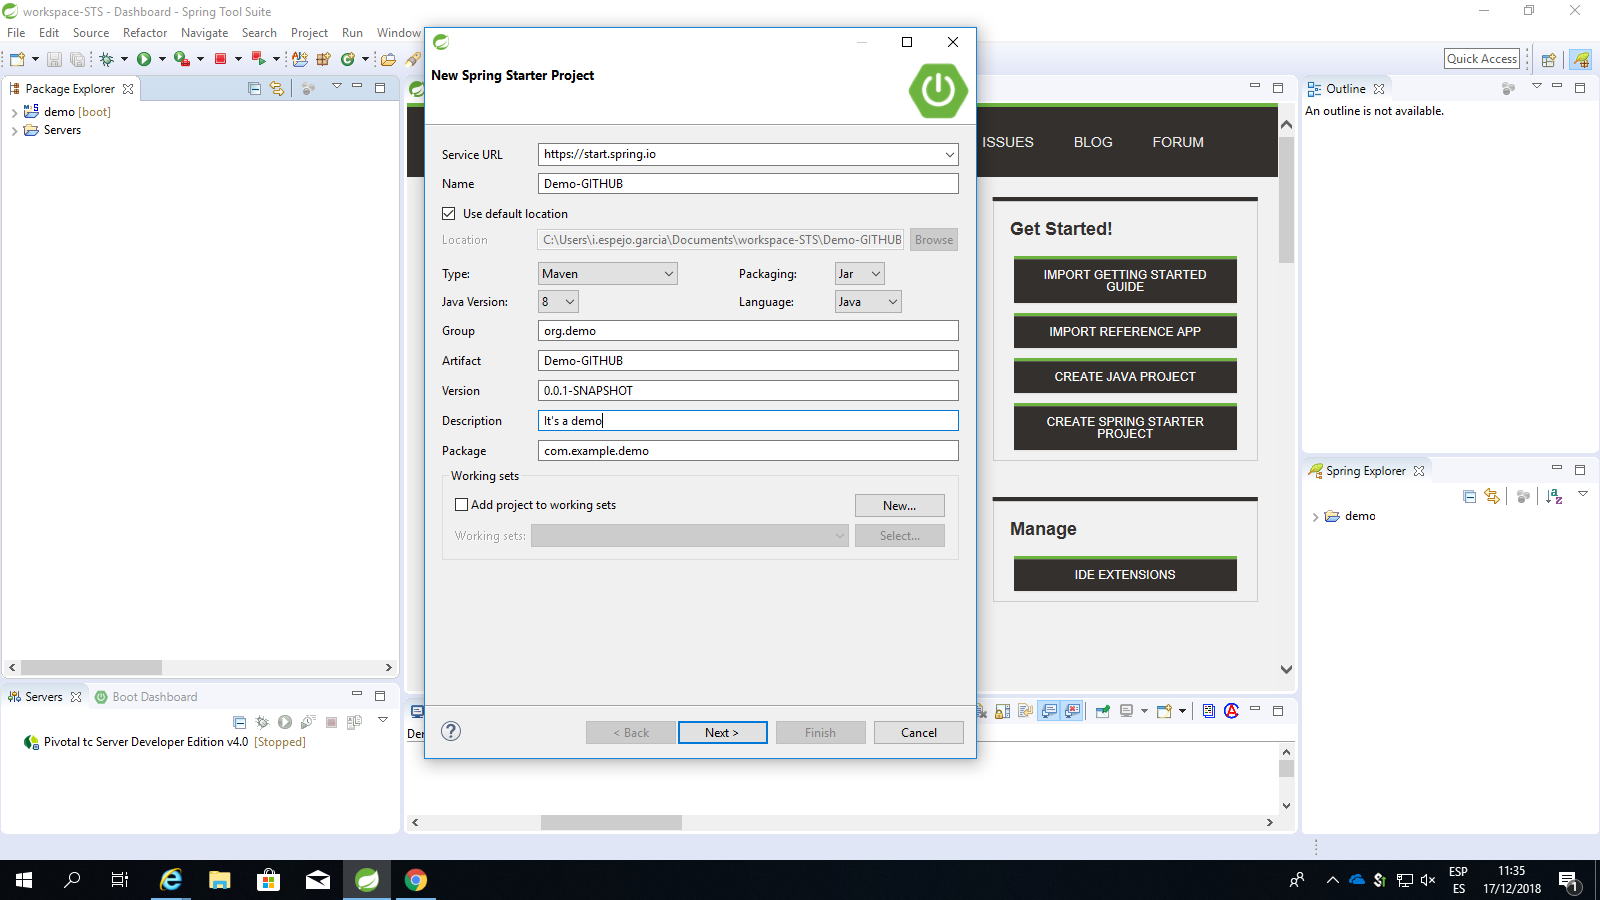 workspace-STS - Dashboard - Spring Tool Suite
File Edit Source Refactor Navigate Search Project Run Window
Quick Access
Package Explorer
demo [boot]
Servers
New Spring Starter Project
Service URL https://start.spring.io
Name Demo-GITHUB
Use default location
Location C:\Users\i.espejo.garcia\Documents\workspace-STS\Demo-GITHUB Browse
Type: Maven Packaging: Jar
Java Version: 8 Language: Java
Group org.demo
Artifact Demo-GITHUB
Version 0.0.1-SNAPSHOT
Description It's a demo
Package com.example.demo
Working sets
Add project to working sets New...
Working sets: Select...
< Back Next > Finish Cancel
ISSUES BLOG FORUM
Get Started!
IMPORT GETTING STARTED
GUIDE
IMPORT REFERENCE APP
CREATE JAVA PROJECT
CREATE SPRING STARTER
PROJECT
Manage
IDE EXTENSIONS
Outline
An outline is not available.
Spring Explorer
demo
Servers Boot Dashboard
Pivotal tc Server Developer Edition v4.0 [Stopped]
ESP
ES
11:35
17/12/2018
1